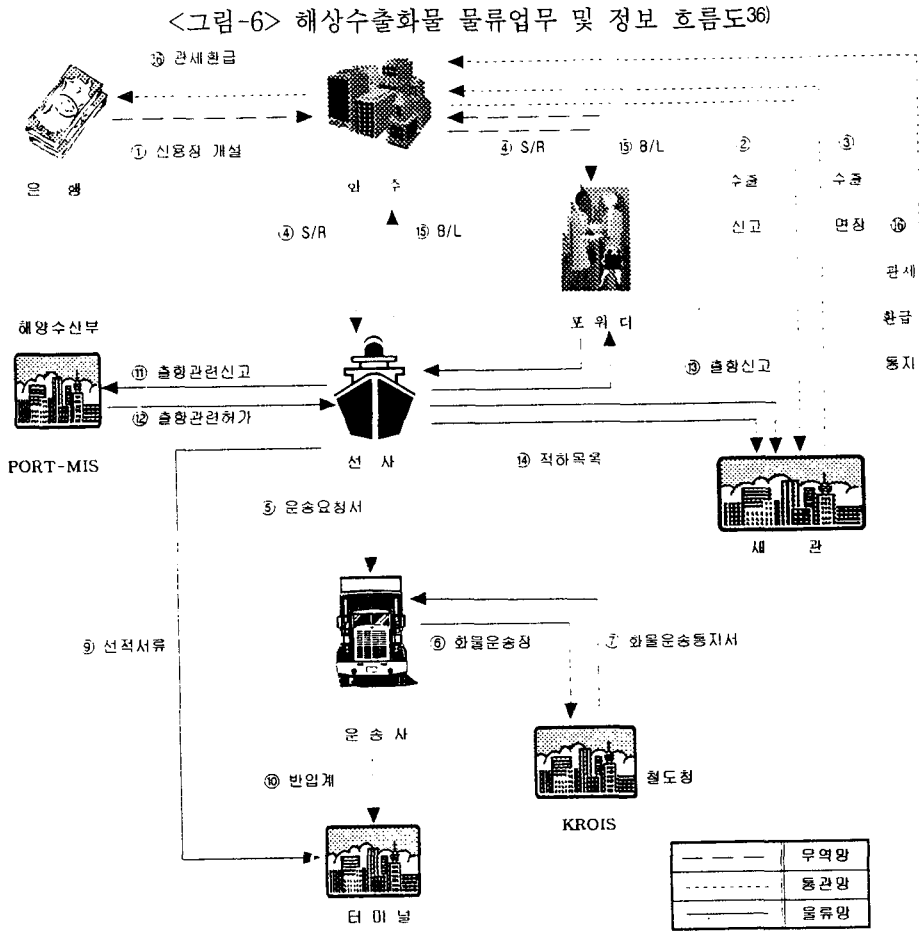 <그림-6> 해상수출화물 물류업무 및 정보 흐름도36)
⑯ 관세환급
① 신용장 개설
은 행
화 주
④ S/R
⑮ B/L
②
수출
신고
③
수출
면장
⑯
관세
환급
통지
④ S/R
⑮ B/L
포 워 더
해양수산부
⑪ 출항관련신고
⑫ 출항관련허가
PORT-MIS
선 사
⑬ 출항신고
⑭ 적하목록
세 관
⑤ 운송요청서
⑨ 선적서류
⑥ 화물운송장
⑦ 화물운송통지서
운 송 사
⑩ 반입계
철도청
KROIS
터 미 널
무역망
통관망
물류망